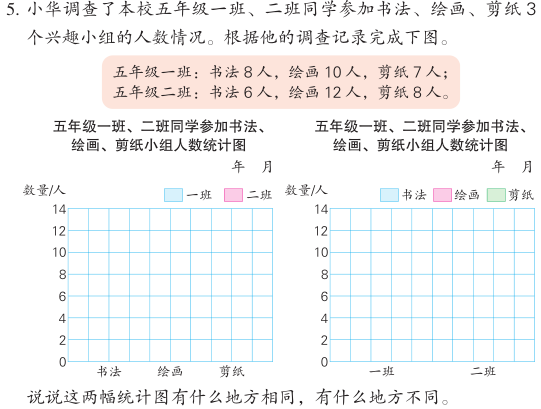 5. 小华调查了本校五年级一班、二班同学参加书法、绘画、剪纸 3
个兴趣小组的人数情况。根据他的调查记录完成下图。
五年级一班：书法 8 人，绘画 10 人，剪纸 7 人；
五年级二班：书法 6 人，绘画 12 人，剪纸 8 人。
五年级一班、二班同学参加书法、
绘画、剪纸小组人数统计图
年 月
数量/人
一班 二班
14
12
10
8
6
4
2
0
书法 绘画 剪纸
五年级一班、二班同学参加书法、
绘画、剪纸小组人数统计图
年 月
数量/人
书法 绘画 剪纸
14
12
10
8
6
4
2
0
一班 二班
说说这两幅统计图有什么地方相同，有什么地方不同。